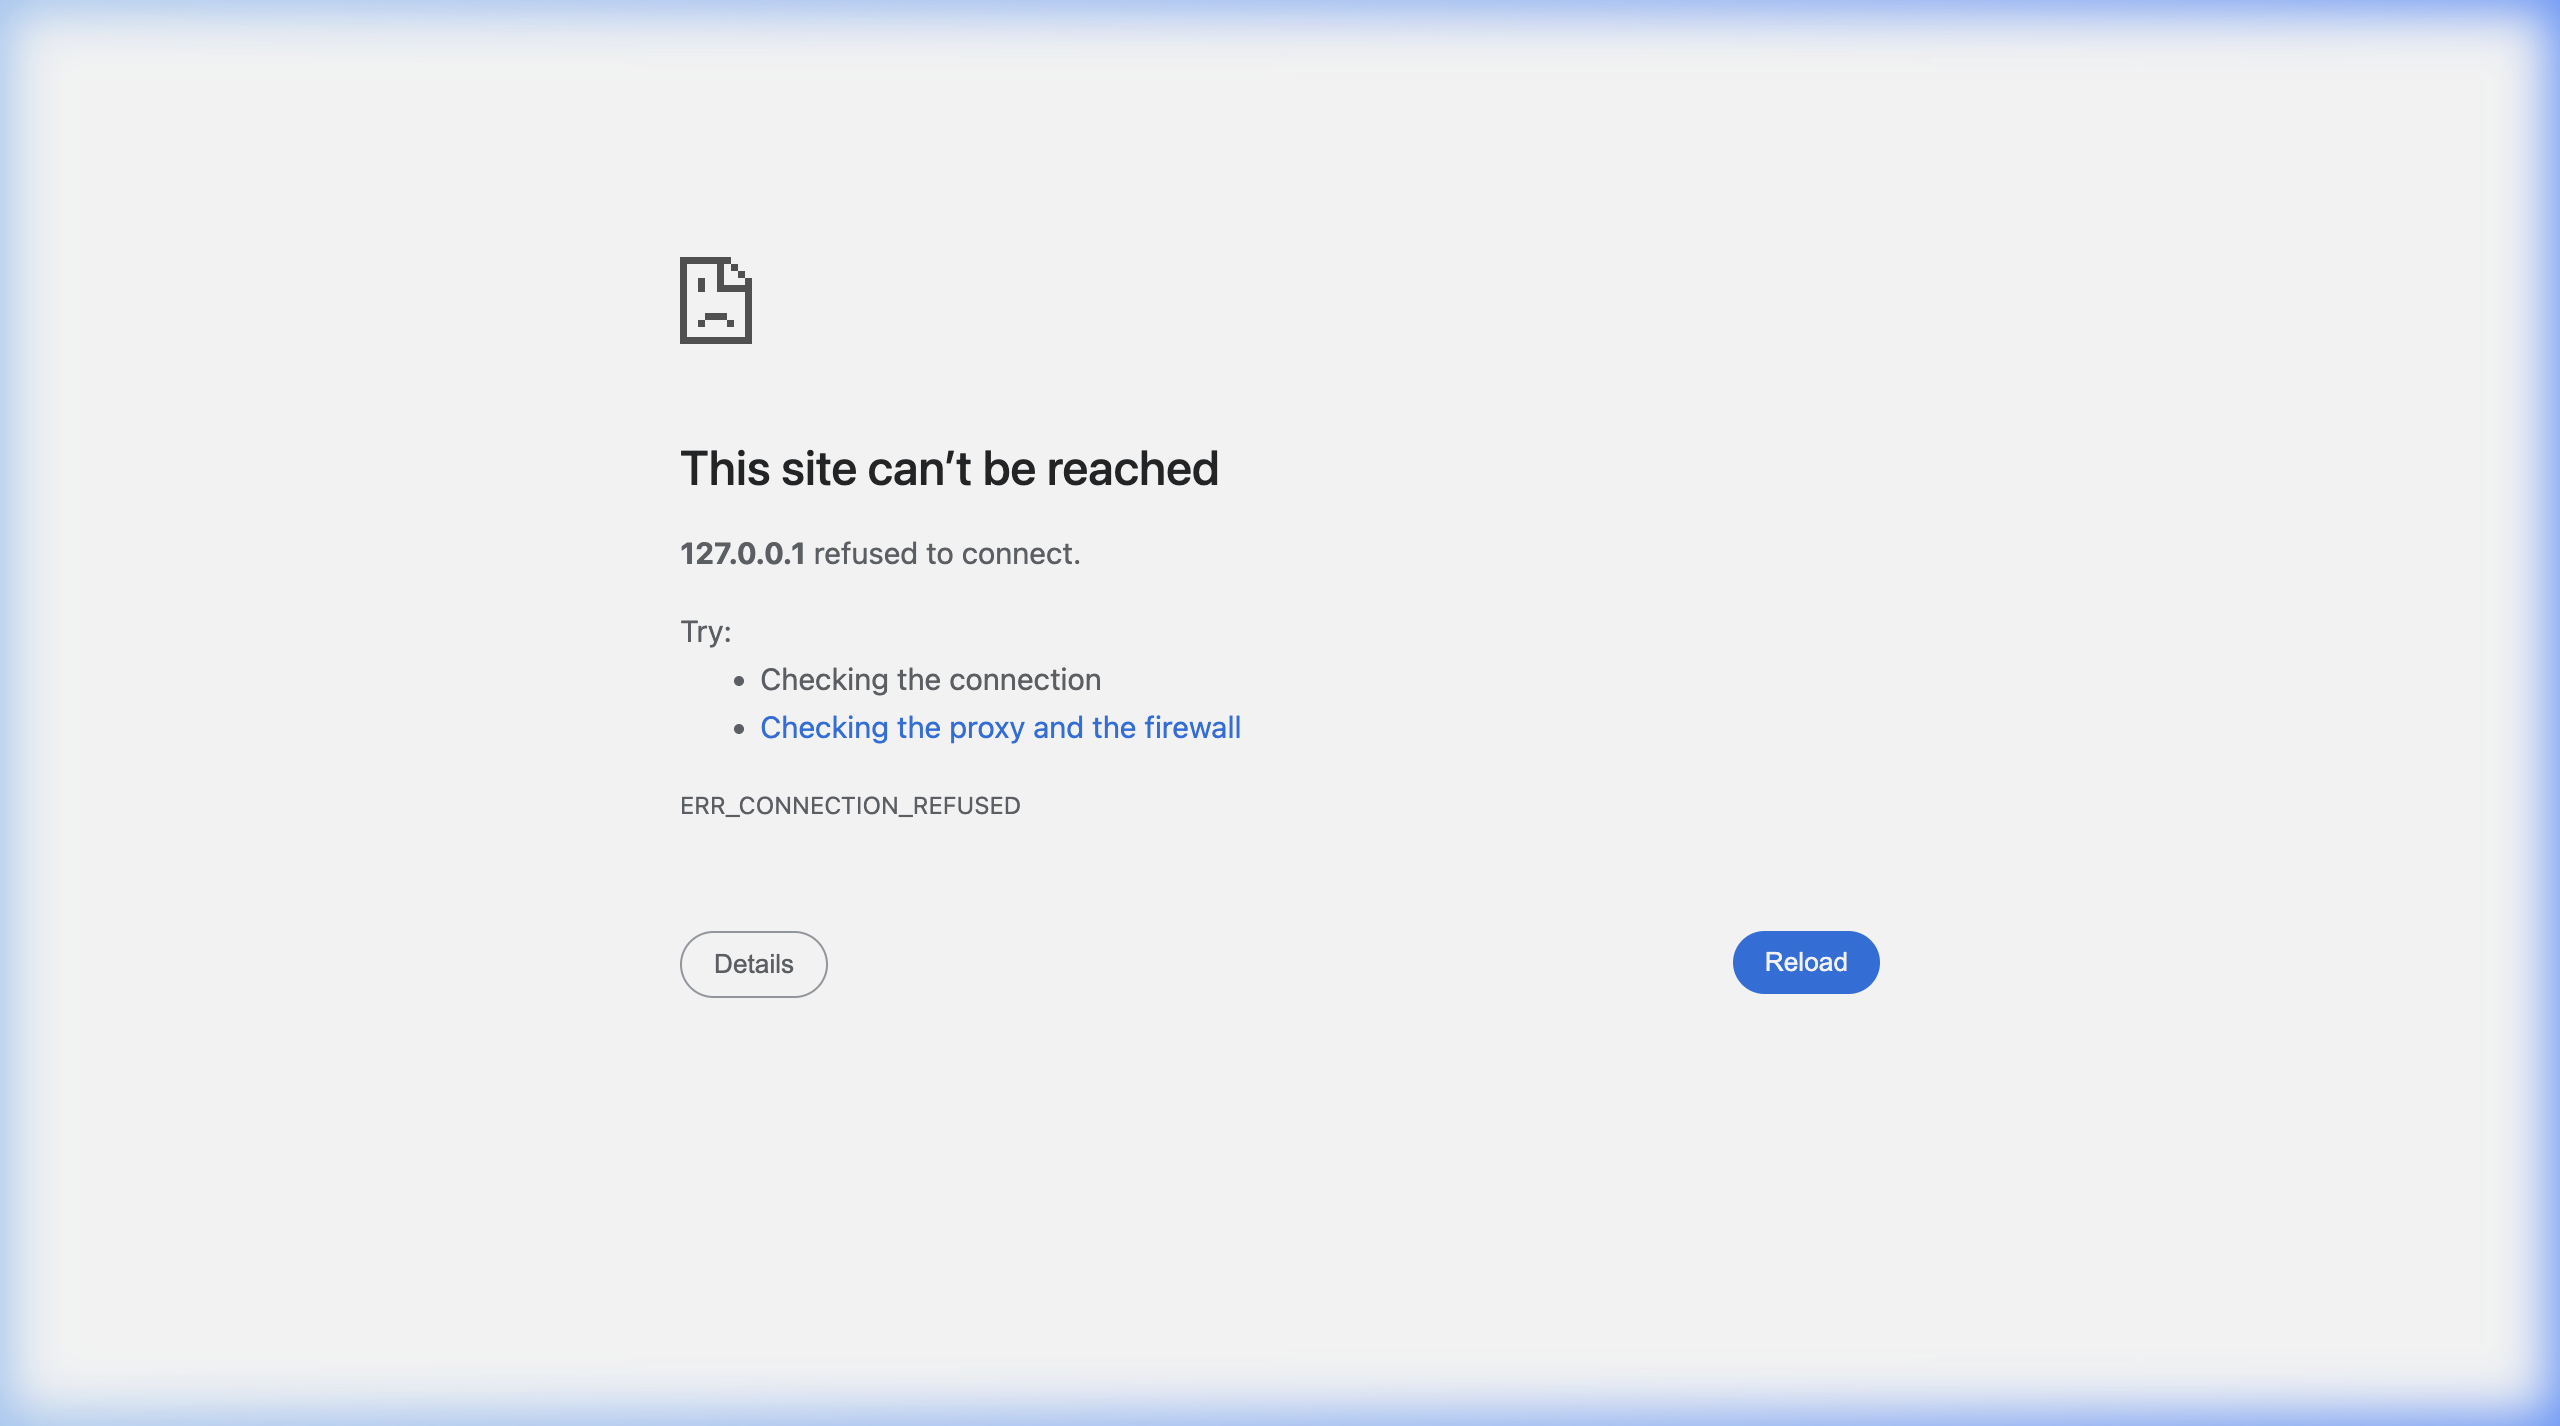 This site can’t be reached
127.0.0.1 refused to connect.
Try:
Checking the connection
Checking the proxy and the firewall
ERR_CONNECTION_REFUSED
Details
Reload